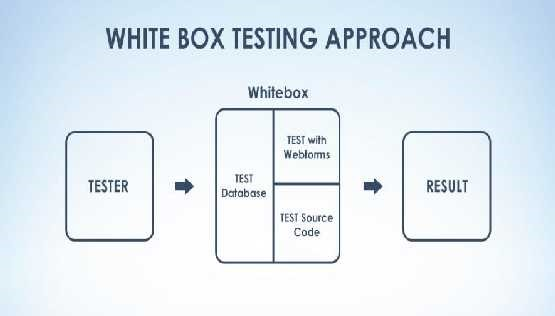 WHITE BOX TESTING APPROACH
Whitebox
TESTER
TEST
Database
TEST with
Webforms
TEST Source
Code
RESULT